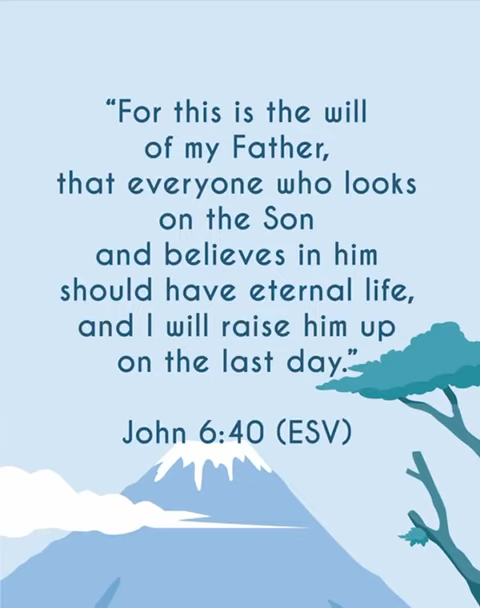 “For this is the will
of my Father,
that everyone who looks
on the Son
and believes in him
should have eternal life,
and I will raise him up
on the last day.”
John 6:40 (ESV)